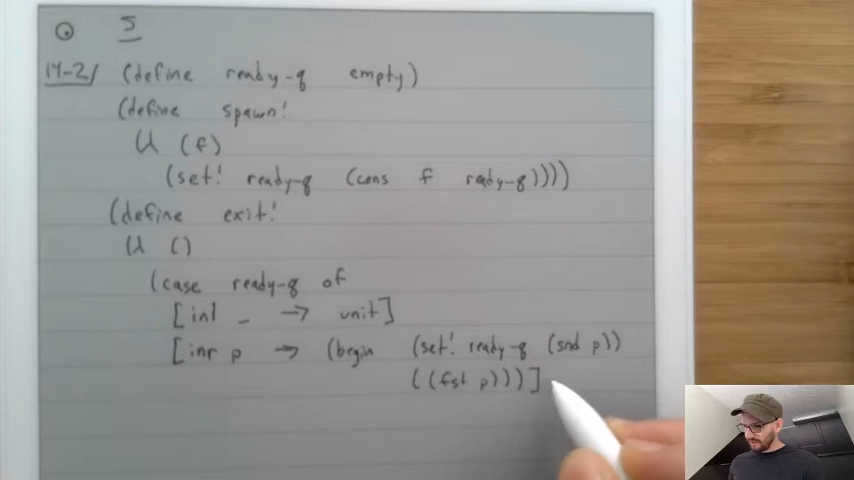 ⊙ 5
14-2/ (define ready-q empty)
(define spawn!
(λ (f)
(set! ready-q (cons f ready-q))))
(define exit!
(λ ()
(case ready-q of
[inl _ → unit]
[inr p → (begin (set! ready-q (snd p))
((fst p)))]